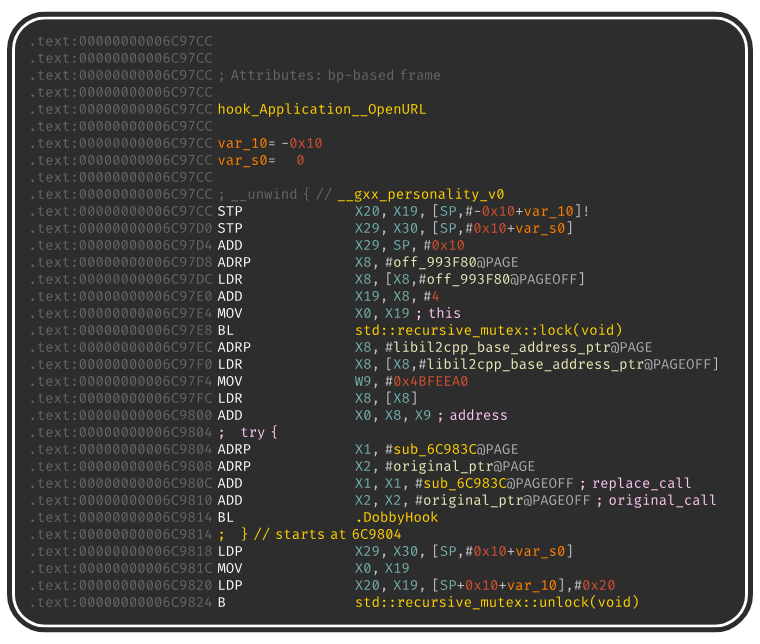 .text:00000000006C97CC
.text:00000000006C97CC
.text:00000000006C97CC ; Attributes: bp-based frame
.text:00000000006C97CC
.text:00000000006C97CC hook_Application__OpenURL
.text:00000000006C97CC
.text:00000000006C97CC var_10= -0x10
.text:00000000006C97CC var_s0= 0
.text:00000000006C97CC
.text:00000000006C97CC ; __unwind { // __gxx_personality_v0
.text:00000000006C97CC STP X20, X19, [SP,#-0x10+var_10]!
.text:00000000006C97D0 STP X29, X30, [SP,#0x10+var_s0]
.text:00000000006C97D4 ADD X29, SP, #0x10
.text:00000000006C97D8 ADRP X8, #off_993F80@PAGE
.text:00000000006C97DC LDR X8, [X8,#off_993F80@PAGEOFF]
.text:00000000006C97E0 ADD X19, X8, #4
.text:00000000006C97E4 MOV X0, X19 ; this
.text:00000000006C97E8 BL std::recursive_mutex::lock(void)
.text:00000000006C97EC ADRP X8, #libil2cpp_base_address_ptr@PAGE
.text:00000000006C97F0 LDR X8, [X8,#libil2cpp_base_address_ptr@PAGEOFF]
.text:00000000006C97F4 MOV W9, #0x4BFEEA0
.text:00000000006C97FC LDR X8, [X8]
.text:00000000006C9800 ADD X0, X8, X9 ; address
.text:00000000006C9804 ; try {
.text:00000000006C9804 ADRP X1, #sub_6C983C@PAGE
.text:00000000006C9808 ADRP X2, #original_ptr@PAGE
.text:00000000006C980C ADD X1, X1, #sub_6C983C@PAGEOFF ; replace_call
.text:00000000006C9810 ADD X2, X2, #original_ptr@PAGEOFF ; original_call
.text:00000000006C9814 BL .DobbyHook
.text:00000000006C9814 ; } // starts at 6C9804
.text:00000000006C9818 LDP X29, X30, [SP,#0x10+var_s0]
.text:00000000006C981C MOV X0, X19
.text:00000000006C9820 LDP X20, X19, [SP+0x10+var_10],#0x20
.text:00000000006C9824 B std::recursive_mutex::unlock(void)